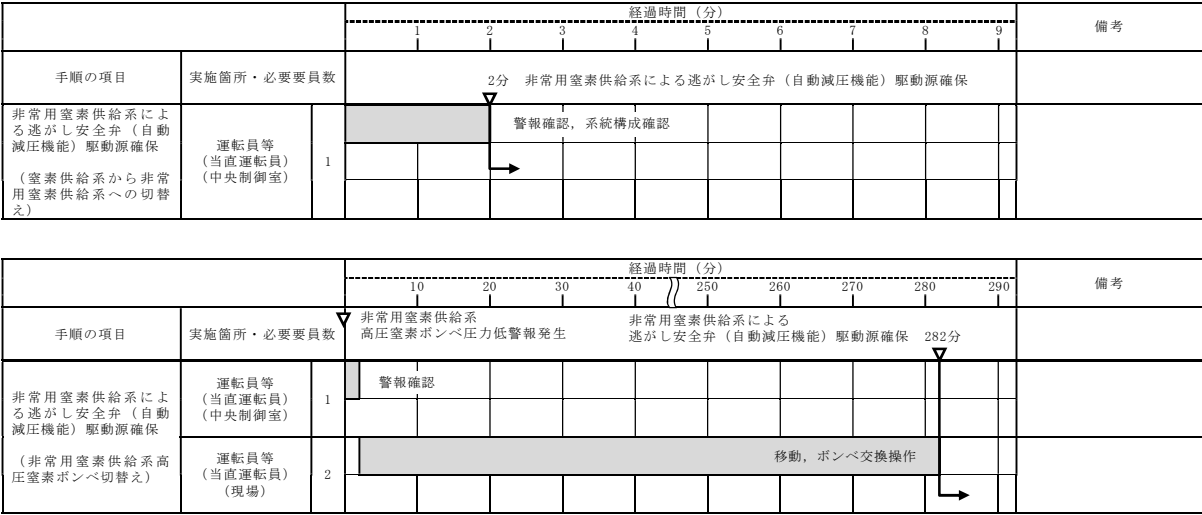 経過時間（分）
備考
1 2 3 4 5 6 7 8 9
手順の項目
実施箇所・必要要員数
2分 非常用窒素供給系による逃がし安全弁（自動減圧機能）駆動源確保
非常用窒素供給系によ
る逃がし安全弁（自動
減圧機能）駆動源確保
（窒素供給系から非常
用窒素供給系への切替
え）
運転員等
（当直運転員）
（中央制御室）
1
警報確認，系統構成確認
経過時間（分）
備考
10 20 30 40 250 260 270 280 290
手順の項目
実施箇所・必要要員数
非常用窒素供給系
高圧窒素ボンベ圧力低警報発生
非常用窒素供給系による
逃がし安全弁（自動減圧機能）駆動源確保 282分
非常用窒素供給系によ
る逃がし安全弁（自動
減圧機能）駆動源確保
（非常用窒素供給系高
圧窒素ボンベ切替え）
運転員等
（当直運転員）
（中央制御室）
1
警報確認
運転員等
（当直運転員）
（現場）
2
移動，ボンベ交換操作